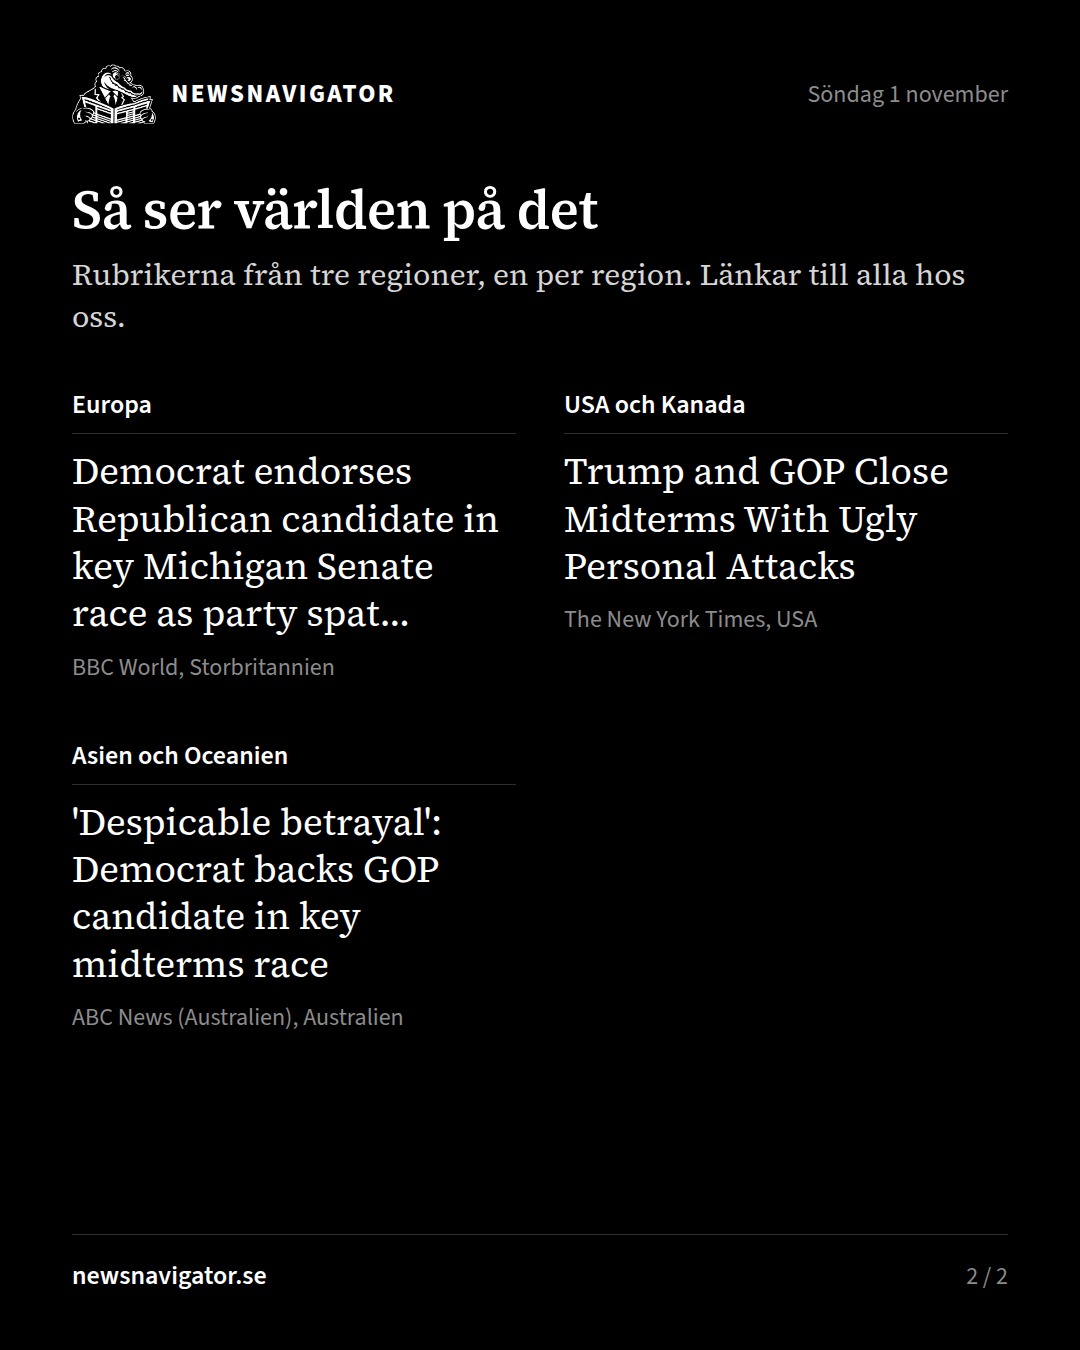 NEWSNAVIGATOR
Söndag 1 november
Så ser världen på det
Rubrikerna från tre regioner, en per region. Länkar till alla hos
oss.
Europa
Democrat endorses
Republican candidate in
key Michigan Senate
race as party spat...
BBC World, Storbritannien
USA och Kanada
Trump and GOP Close
Midterms With Ugly
Personal Attacks
The New York Times, USA
Asien och Oceanien
'Despicable betrayal':
Democrat backs GOP
candidate in key
midterms race
ABC News (Australien), Australien
newsnavigator.se
2 / 2